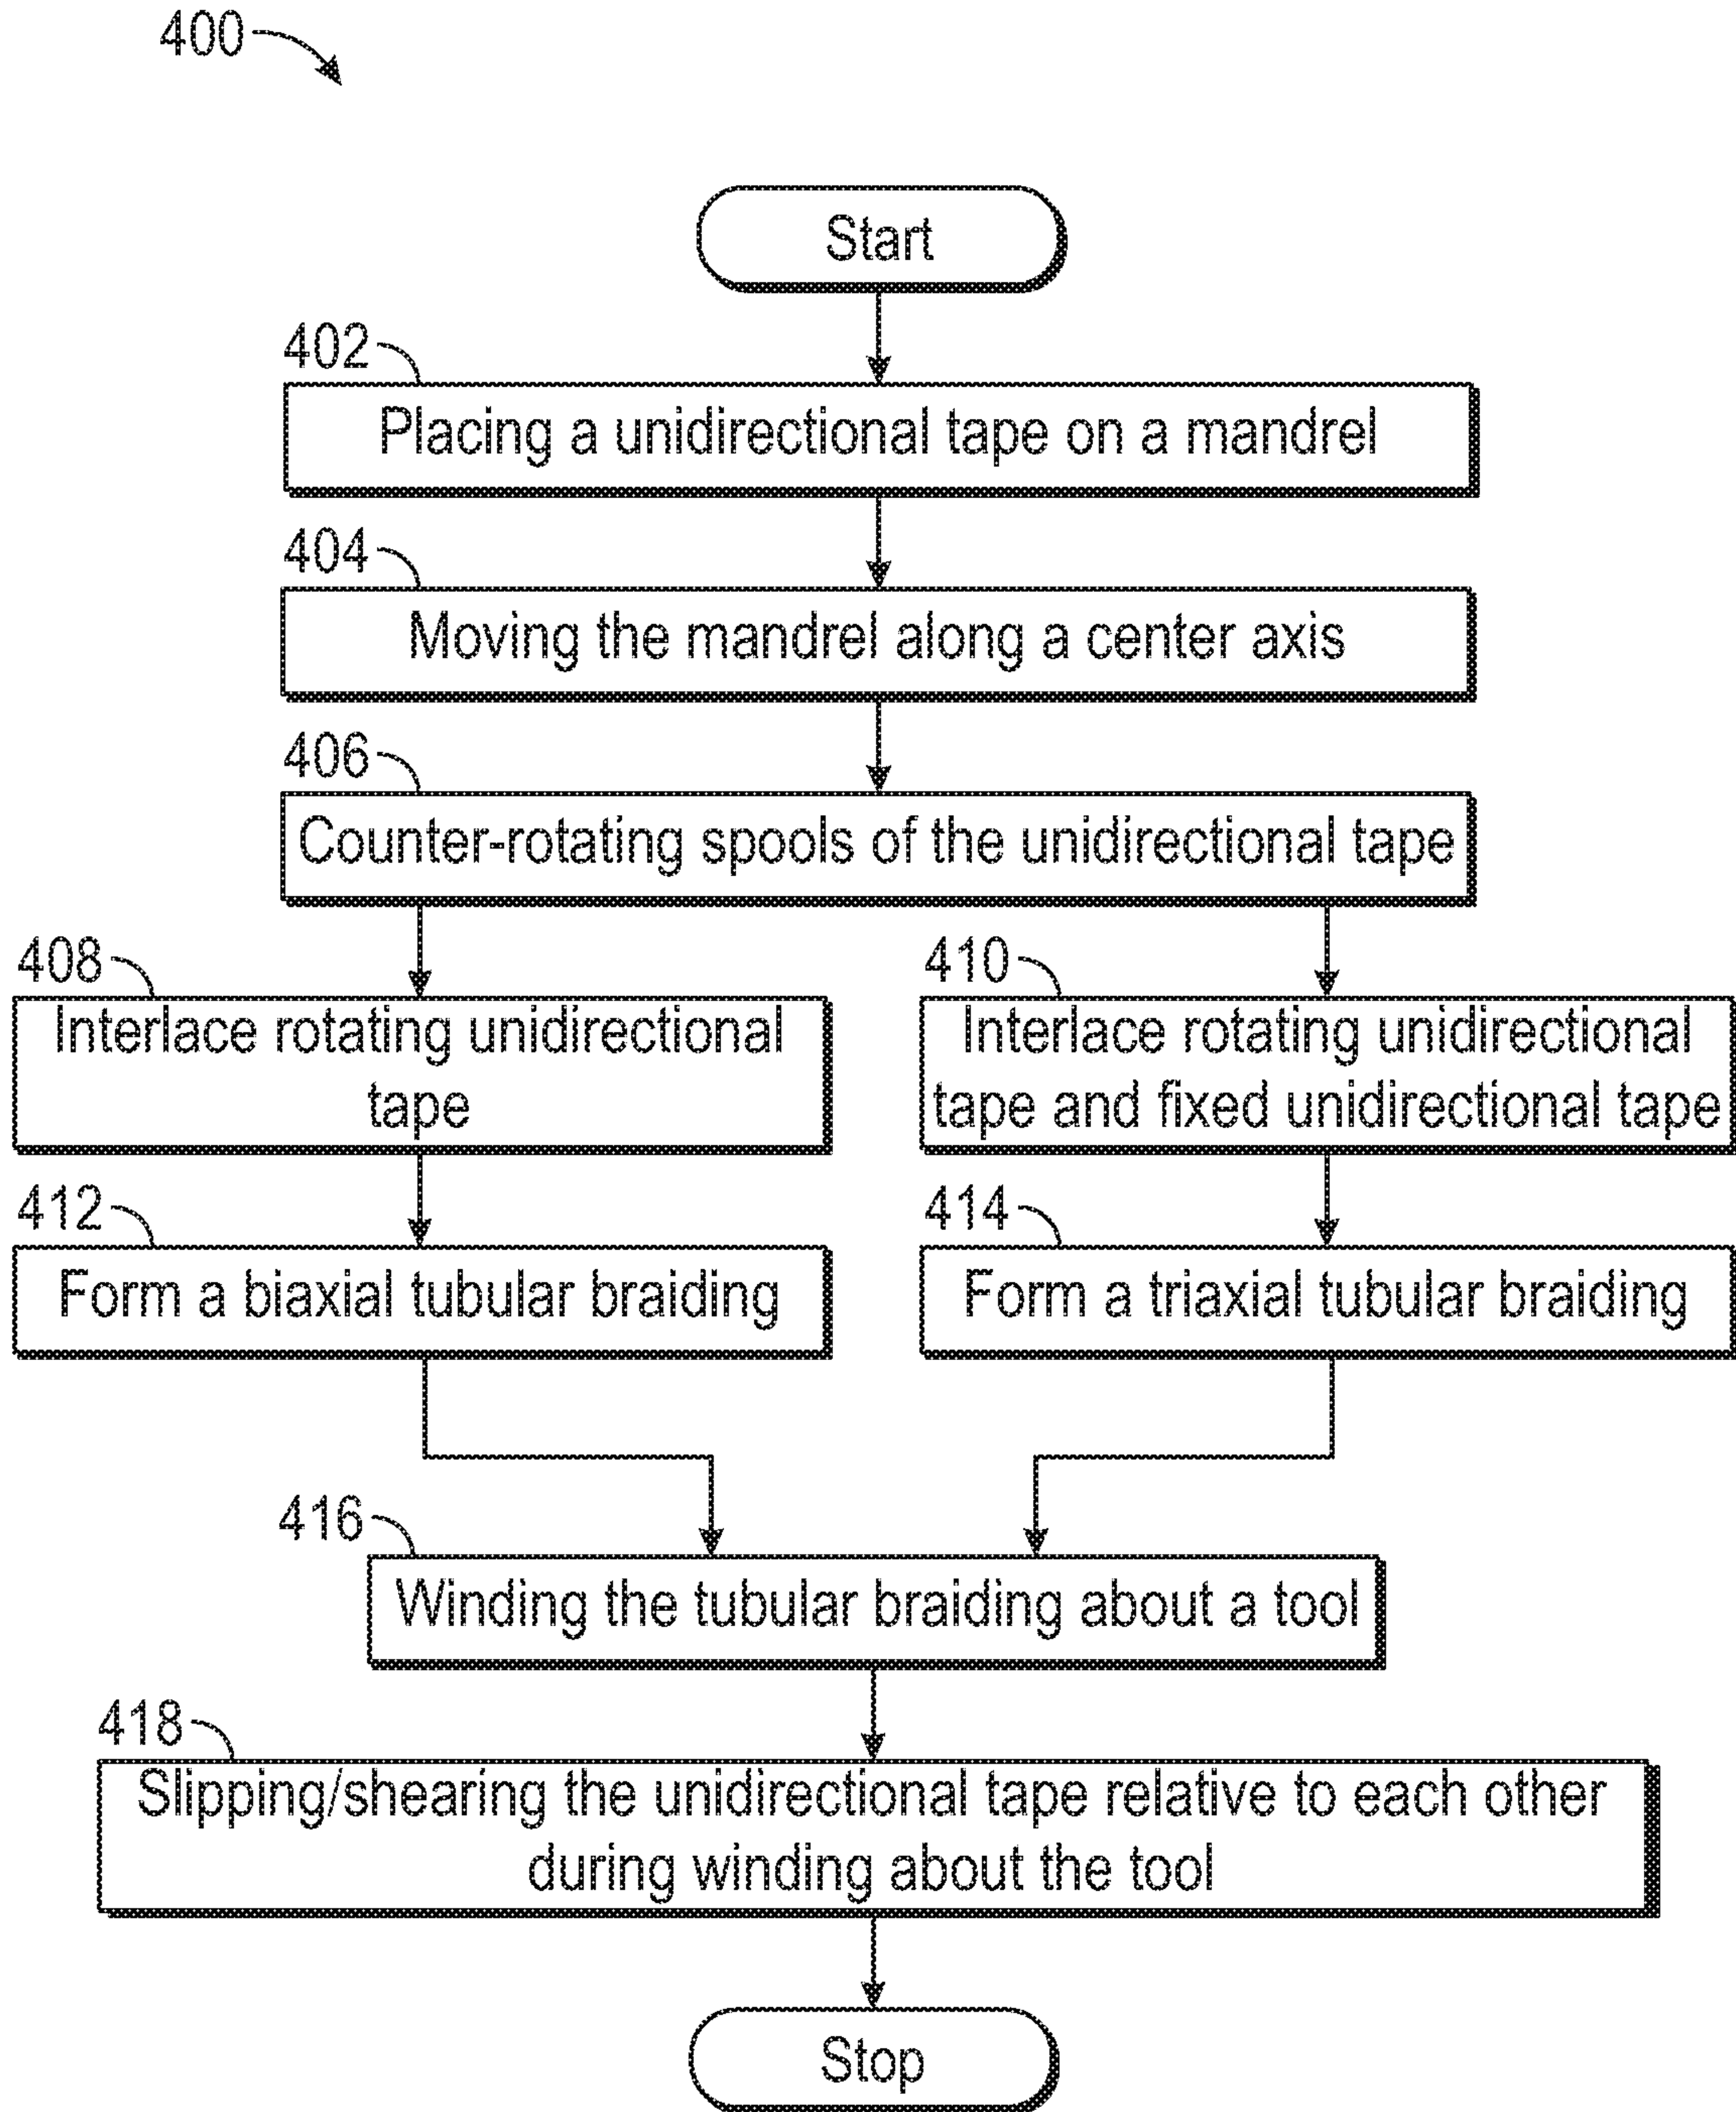 400
Start
402
Placing a unidirectional tape on a mandrel
404
Moving the mandrel along a center axis
406
Counter-rotating spools of the unidirectional tape
408
Interlace rotating unidirectional
tape
410
Interlace rotating unidirectional
tape and fixed unidirectional tape
412
Form a biaxial tubular braiding
414
Form a triaxial tubular braiding
416
Winding the tubular braiding about a tool
418
Slipping/shearing the unidirectional tape relative to each other
during winding about the tool
Stop